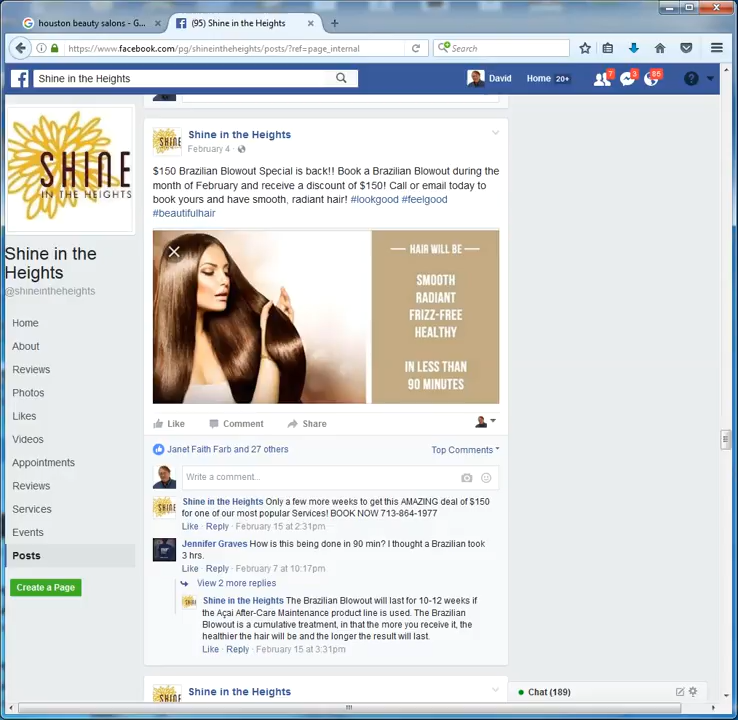 houston beauty salons - G...
(95) Shine in the Heights
https://www.facebook.com/pg/shineintheheights/posts/?ref=page_internal
Search
Shine in the Heights
David
Home 20+
7
3
86
SHINE
IN THE HEIGHTS
Shine in the
Heights
@shineintheheights
Home
About
Reviews
Photos
Likes
Videos
Appointments
Reviews
Services
Events
Posts
Create a Page
SHINE
Shine in the Heights
February 4 ·
$150 Brazilian Blowout Special is back!! Book a Brazilian Blowout during the
month of February and receive a discount of $150! Call or email today to
book yours and have smooth, radiant hair! #lookgood #feelgood
#beautifulhair
HAIR WILL BE
SMOOTH
RADIANT
FRIZZ-FREE
HEALTHY
IN LESS THAN
90 MINUTES
Like Comment Share
Janet Faith Farb and 27 others
Top Comments
Write a comment...
Shine in the Heights Only a few more weeks to get this AMAZING deal of $150
for one of our most popular Services! BOOK NOW 713-864-1977
Like · Reply · February 15 at 2:31pm
Jennifer Graves How is this being done in 90 min? I thought a Brazilian took
3 hrs.
Like · Reply · February 7 at 10:17pm
View 2 more replies
Shine in the Heights The Brazilian Blowout will last for 10-12 weeks if
the Açai After-Care Maintenance product line is used. The Brazilian
Blowout is a cumulative treatment, in that the more you receive it, the
healthier the hair will be and the longer the result will last.
Like · Reply · February 15 at 3:31pm
Shine in the Heights
Chat (189)